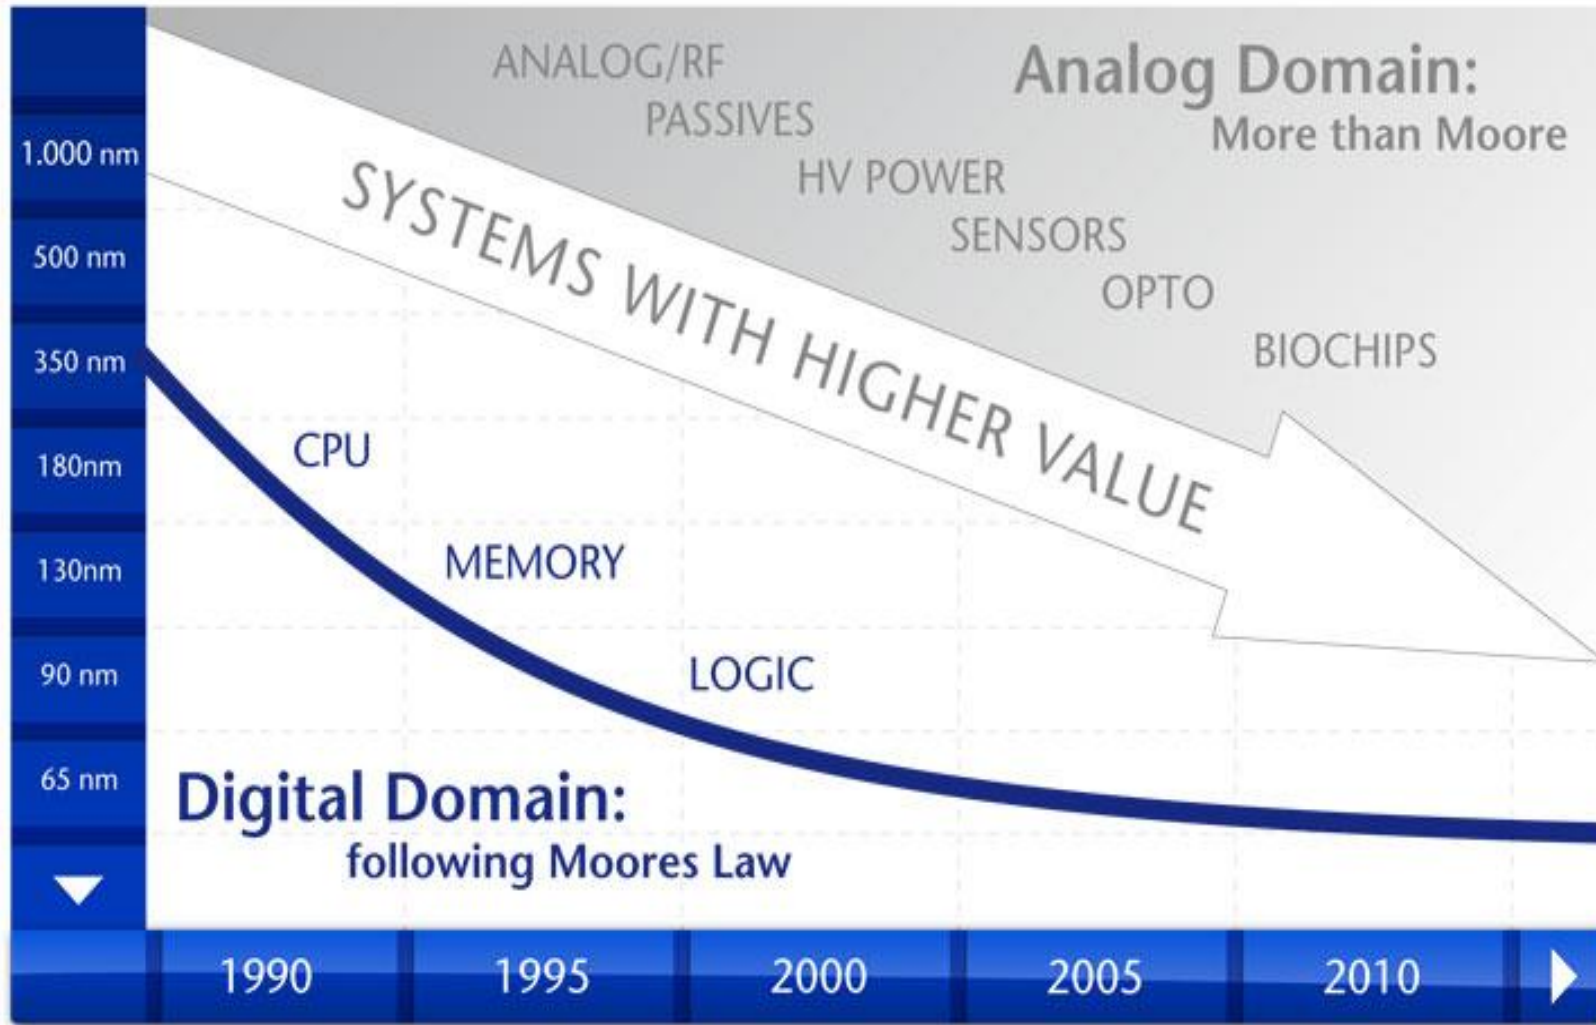 ANALOG/RF
PASSIVES
HV POWER
SENSORS
OPTO
BIOCHIPS
Analog Domain:
More than Moore
SYSTEMS WITH HIGHER VALUE
1.000 nm
500 nm
350 nm
180nm
130nm
90 nm
65 nm
CPU
MEMORY
LOGIC
Digital Domain:
following Moores Law
1990 1995 2000 2005 2010